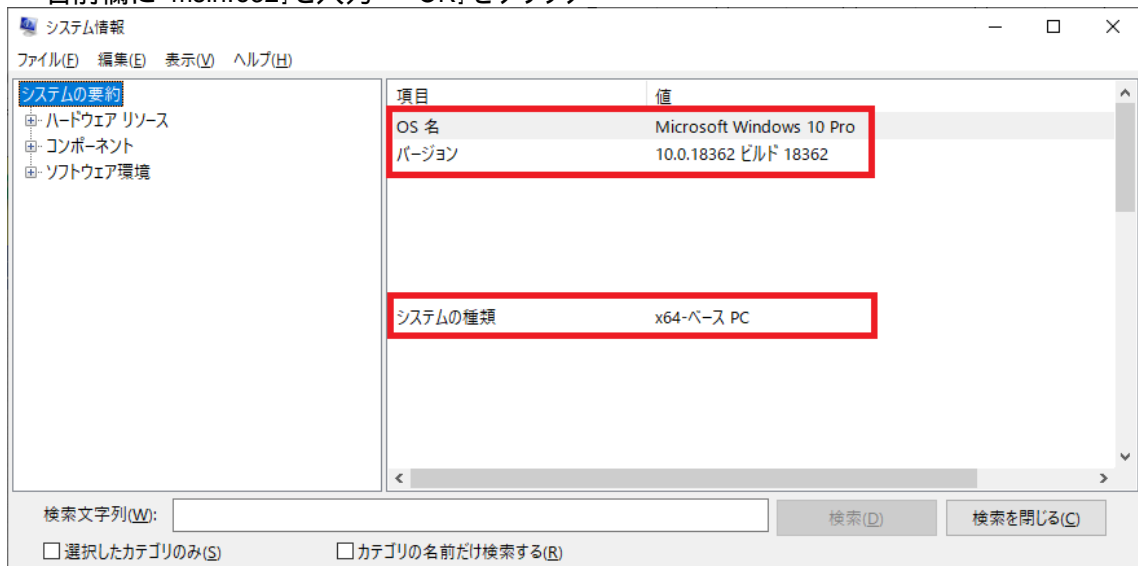 システム情報
ファイル(F) 編集(E) 表示(V) ヘルプ(H)
システムの要約
ハードウェア リソース
コンポーネント
ソフトウェア環境
項目 値
OS 名 Microsoft Windows 10 Pro
バージョン 10.0.18362 ビルド 18362
システムの種類 x64-ベース PC
検索文字列(W): 検索(D) 検索を閉じる(C)
選択したカテゴリのみ(S) カテゴリの名前だけ検索する(R)